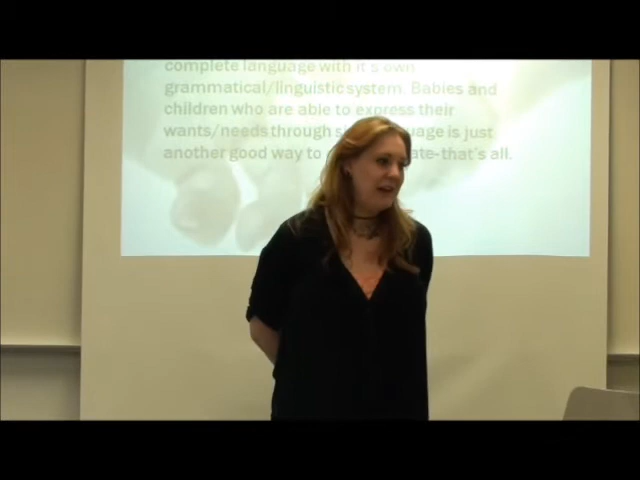 complete language with it's own
grammatical/linguistic system. Babies and
children who are able to express their
wants/needs through language is just
another good way to that's all.